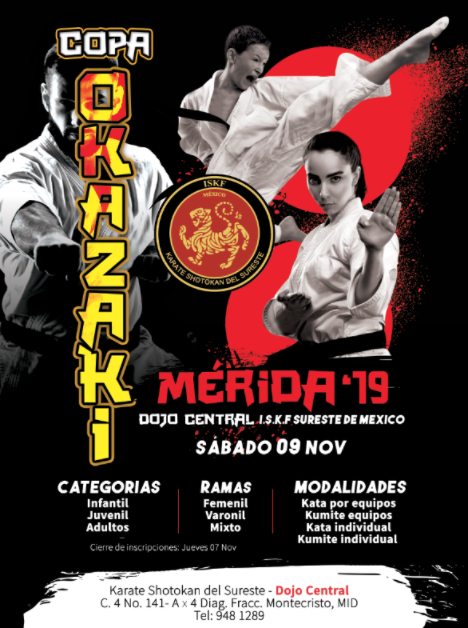 COPA
OKAZAKI
ISKF
MÉXICO
KARATE SHOTOKAN DEL SURESTE
MÉRIDA '19
DOJO CENTRAL I.S.K.F SURESTE DE MEXICO
SÁBADO 09 NOV
CATEGORIAS
Infantil
Juvenil
Adultos
RAMAS
Femenil
Varonil
Mixto
MODALIDADES
Kata por equipos
Kumite equipos
Kata individual
Kumite individual
Cierre de inscripciones: Jueves 07 Nov
Karate Shotokan del Sureste - Dojo Central
C. 4 No. 141- A x 4 Diag. Fracc. Montecristo, MID
Tel: 948 1289